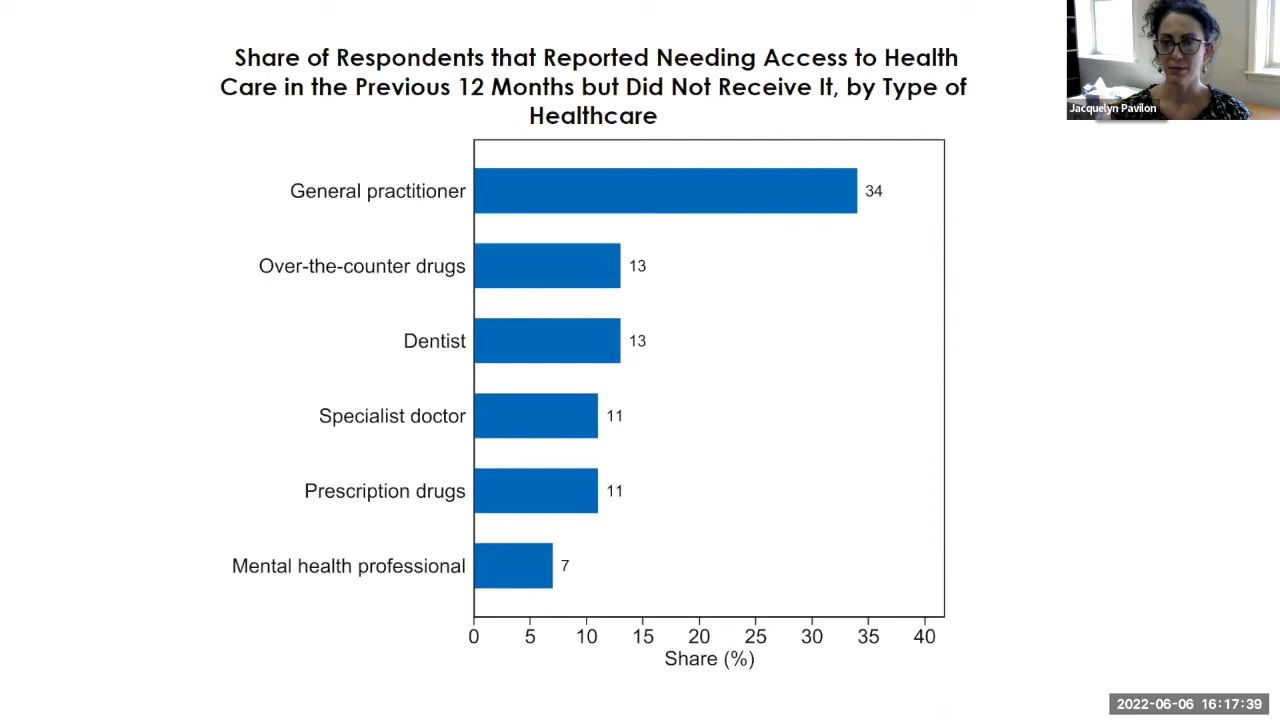 Share of Respondents that Reported Needing Access to Health
Care in the Previous 12 Months but Did Not Receive It, by Type of
Healthcare
Jacquelyn Pavilon
General practitioner
34
Over-the-counter drugs
13
Dentist
13
Specialist doctor
11
Prescription drugs
11
Mental health professional
7
0 5 10 15 20 25 30 35 40
Share (%)
2022-06-06 16:17:39